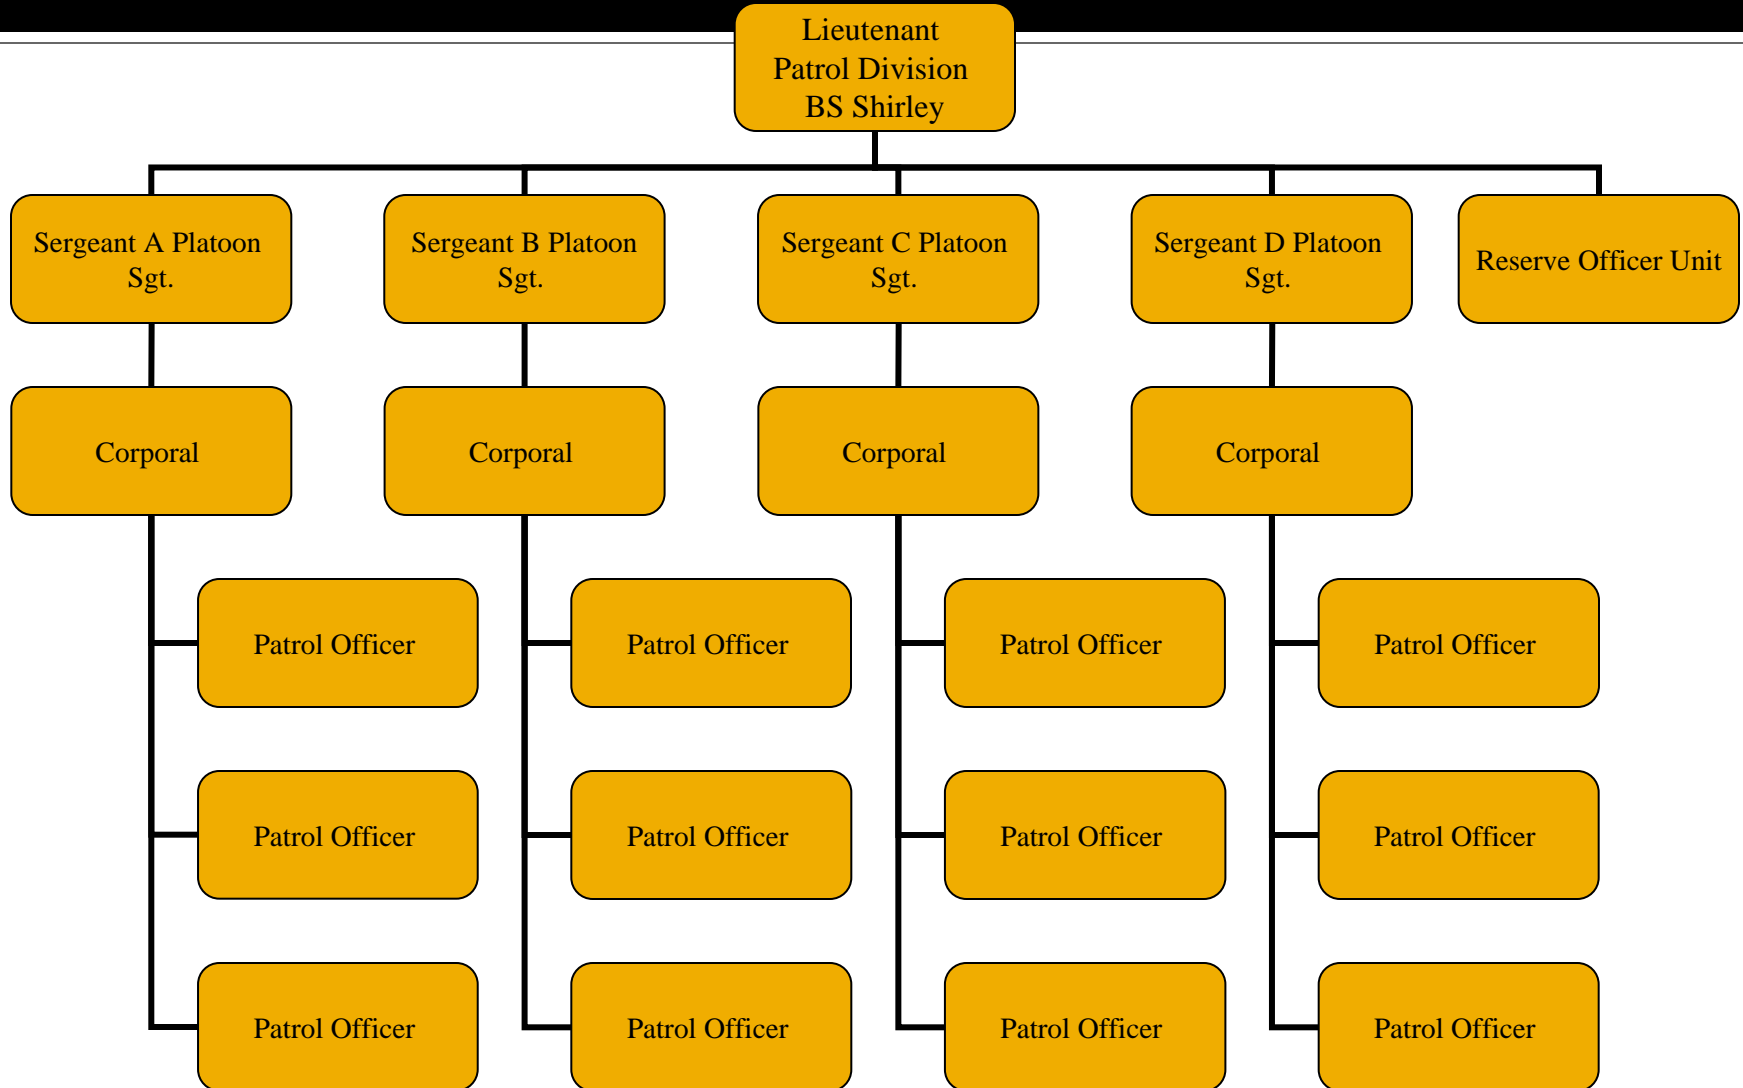 Lieutenant
Patrol Division
BS Shirley
Sergeant A Platoon
Sgt.
Sergeant B Platoon
Sgt.
Sergeant C Platoon
Sgt.
Sergeant D Platoon
Sgt.
Reserve Officer Unit
Corporal
Corporal
Corporal
Corporal
Patrol Officer
Patrol Officer
Patrol Officer
Patrol Officer
Patrol Officer
Patrol Officer
Patrol Officer
Patrol Officer
Patrol Officer
Patrol Officer
Patrol Officer
Patrol Officer